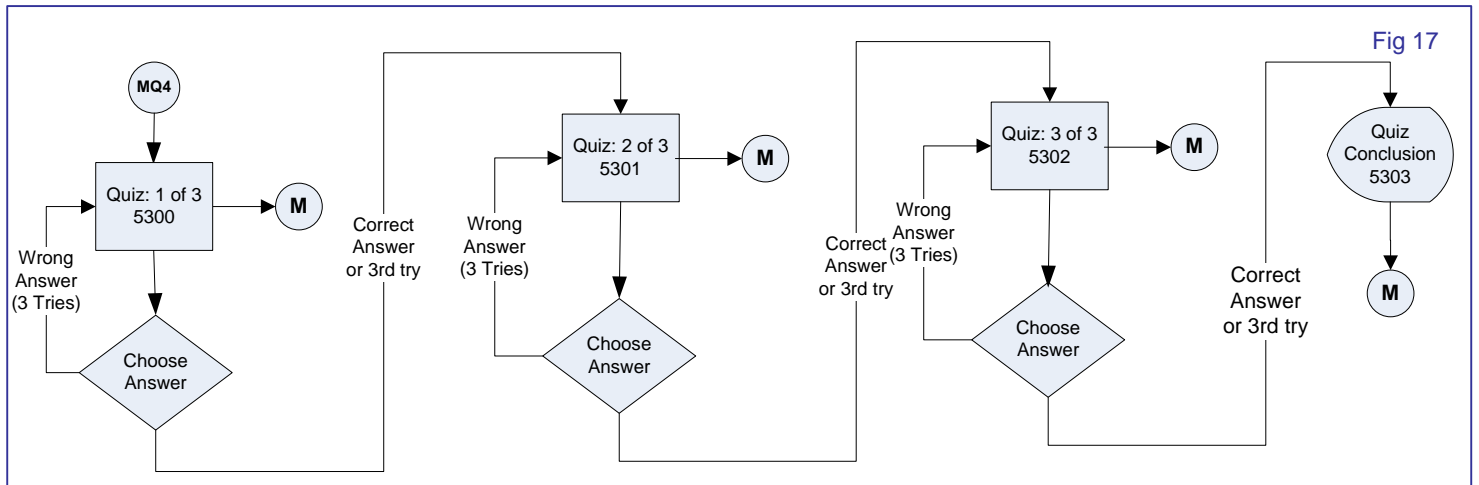 Fig 17
MQ4
Quiz: 1 of 3
5300
M
Wrong
Answer
(3 Tries)
Choose
Answer
Correct
Answer
or 3rd try
Quiz: 2 of 3
5301
M
Wrong
Answer
(3 Tries)
Choose
Answer
Correct
Answer
or 3rd try
Quiz: 3 of 3
5302
M
Wrong
Answer
(3 Tries)
Choose
Answer
Correct
Answer
or 3rd try
Quiz
Conclusion
5303
M